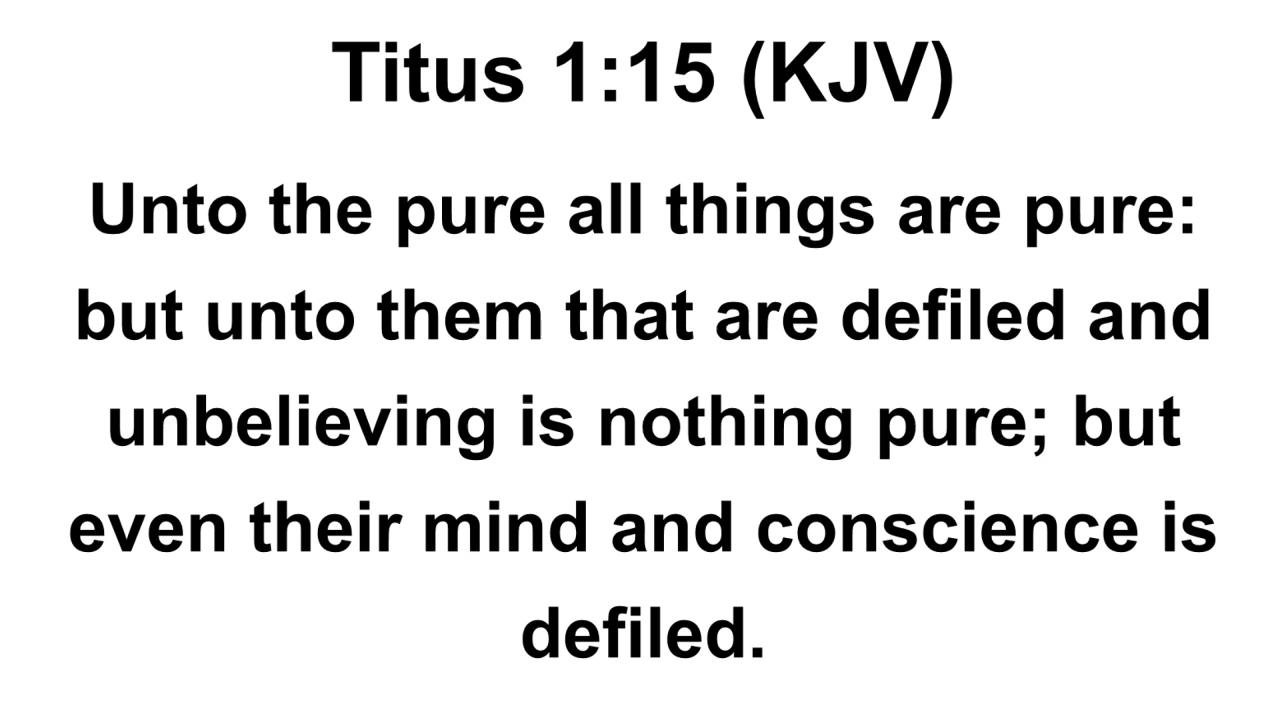 Titus 1:15 (KJV)
Unto the pure all things are pure:
but unto them that are defiled and
unbelieving is nothing pure; but
even their mind and conscience is
defiled.